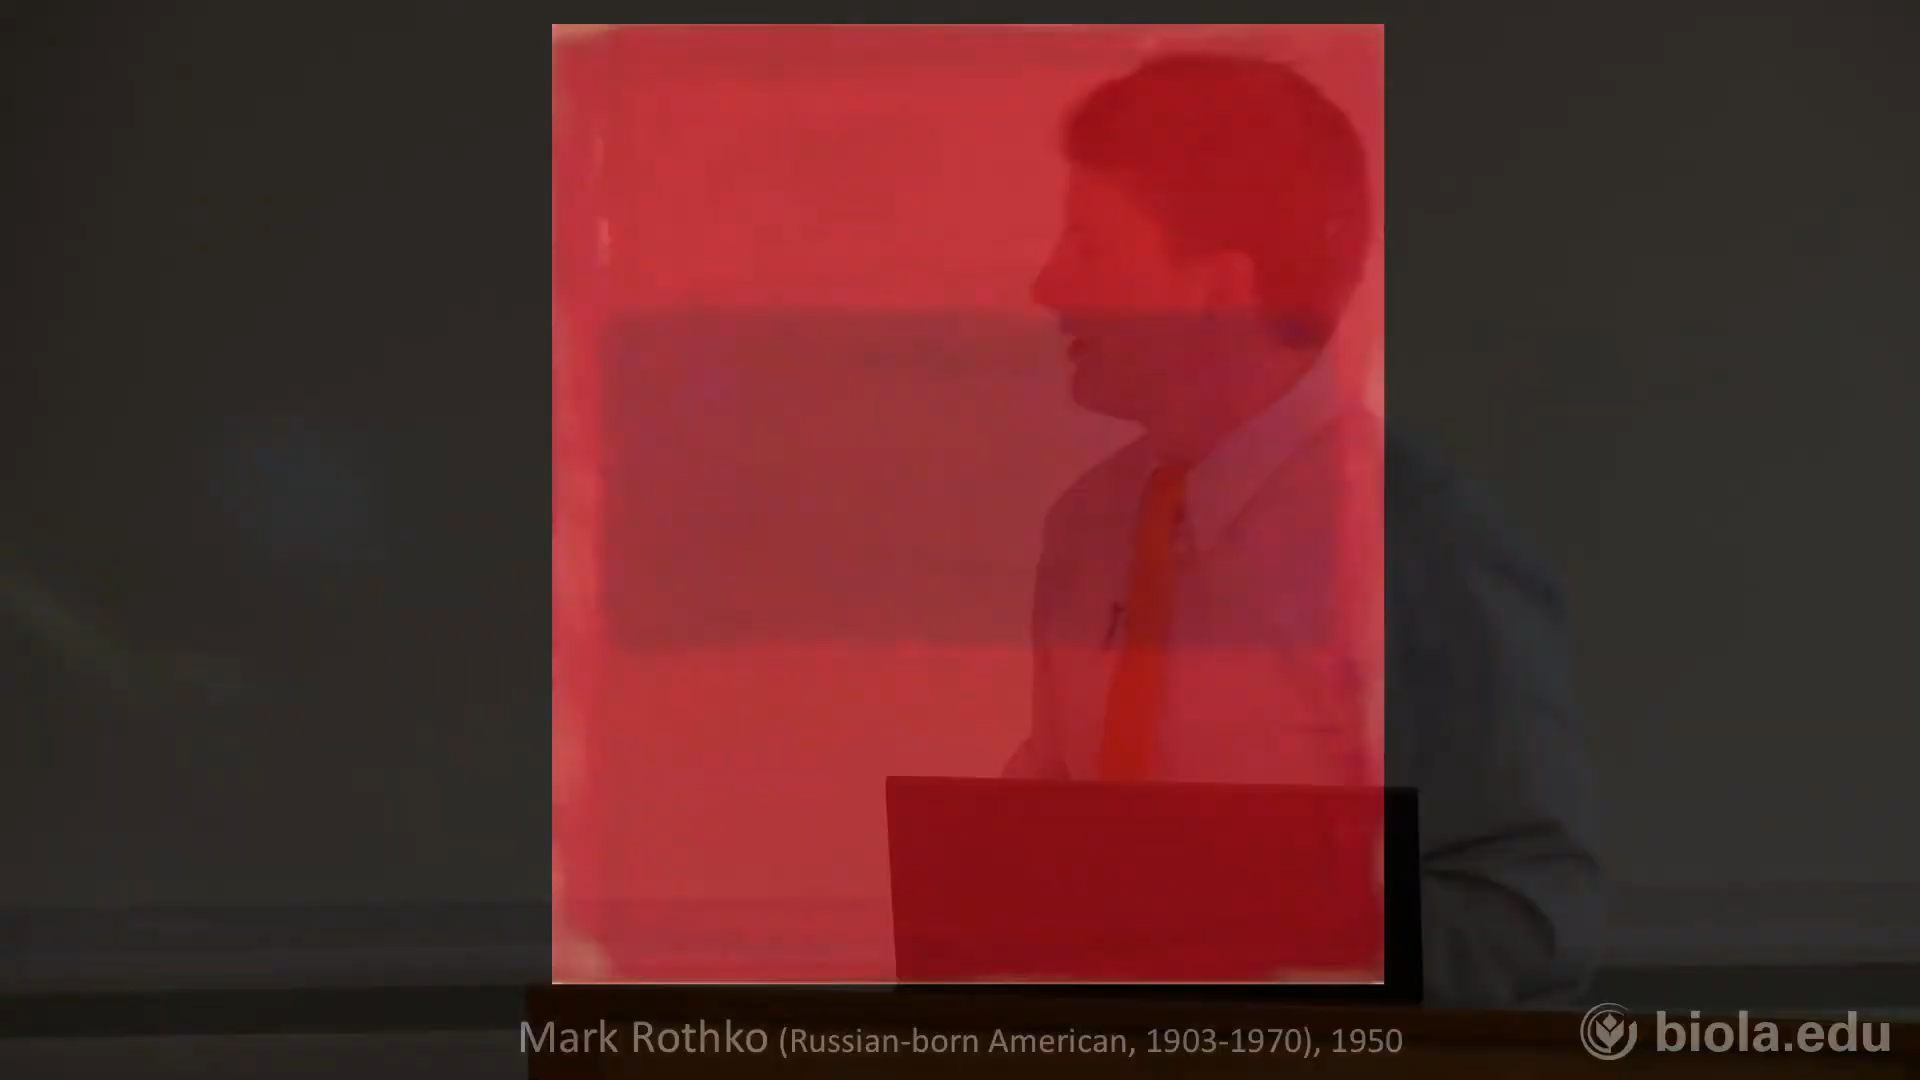 Mark Rothko (Russian-born American, 1903-1970), 1950
biola.edu